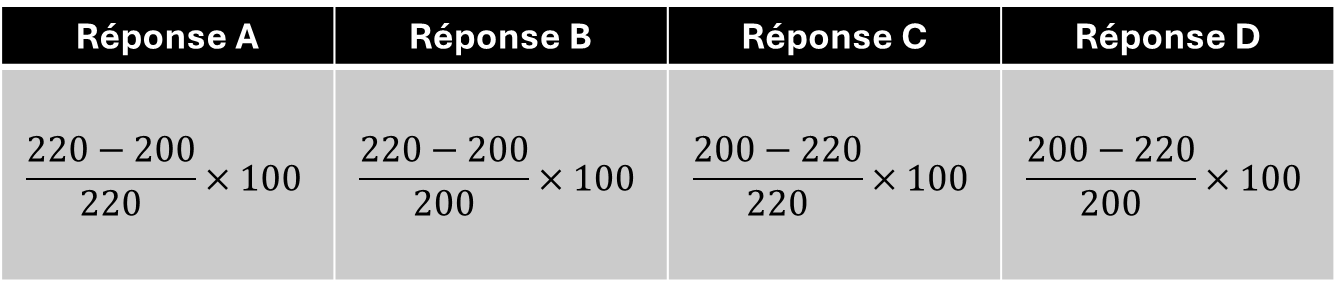 Réponse A Réponse B Réponse C Réponse D
220 − 200 220 − 200 200 − 220 200 − 220
× 100 × 100 × 100 × 100
220 200 220 200